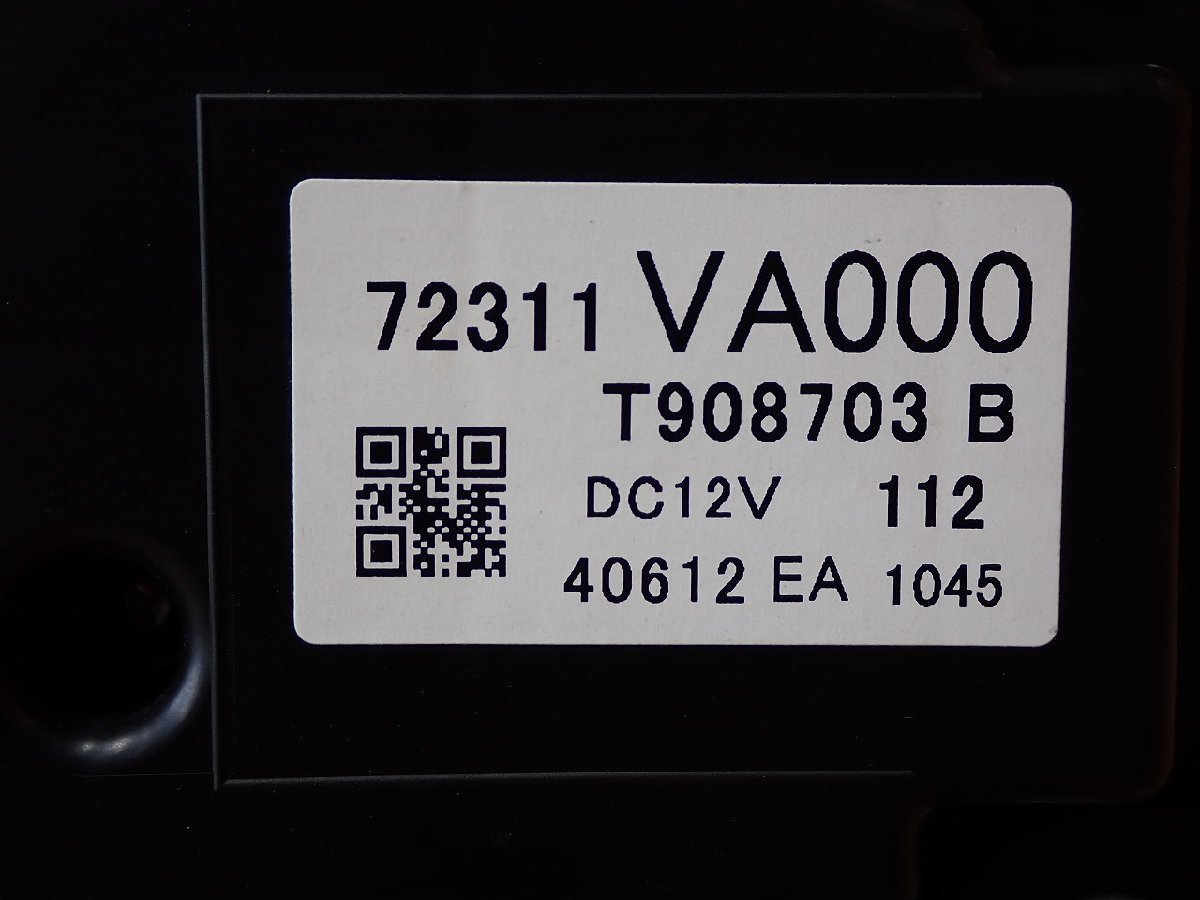 72311 VA000
T908703 B
DC12V 112
40612 EA 1045